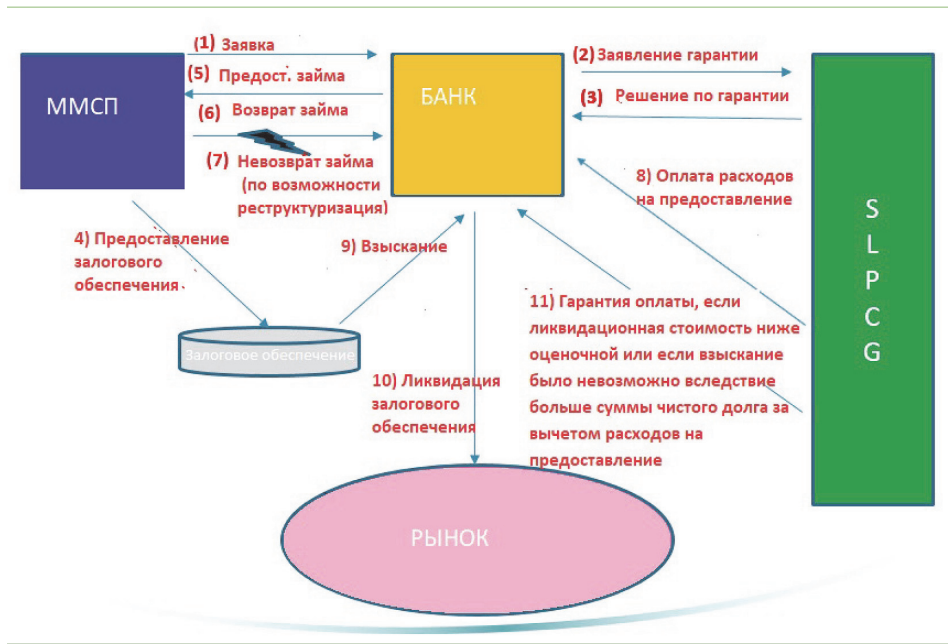 (1) Заявка
(2) Заявление гарантии
(5) Предост. займа
(3) Решение по гарантии
ММСП
БАНК
(6) Возврат займа
(7) Невозврат займа
(по возможности
реструктуризация)
8) Оплата расходов
на предоставление
S
L
P
C
G
4) Предоставление
залогового
обеспечения
9) Взыскание
11) Гарантия оплаты, если
ликвидационная стоимость ниже
оценочной или если взыскание
было невозможно вследствие
больше суммы чистого долга за
вычетом расходов на
предоставление
Залоговое обеспечение
10) Ликвидация
залогового
обеспечения
РЫНОК